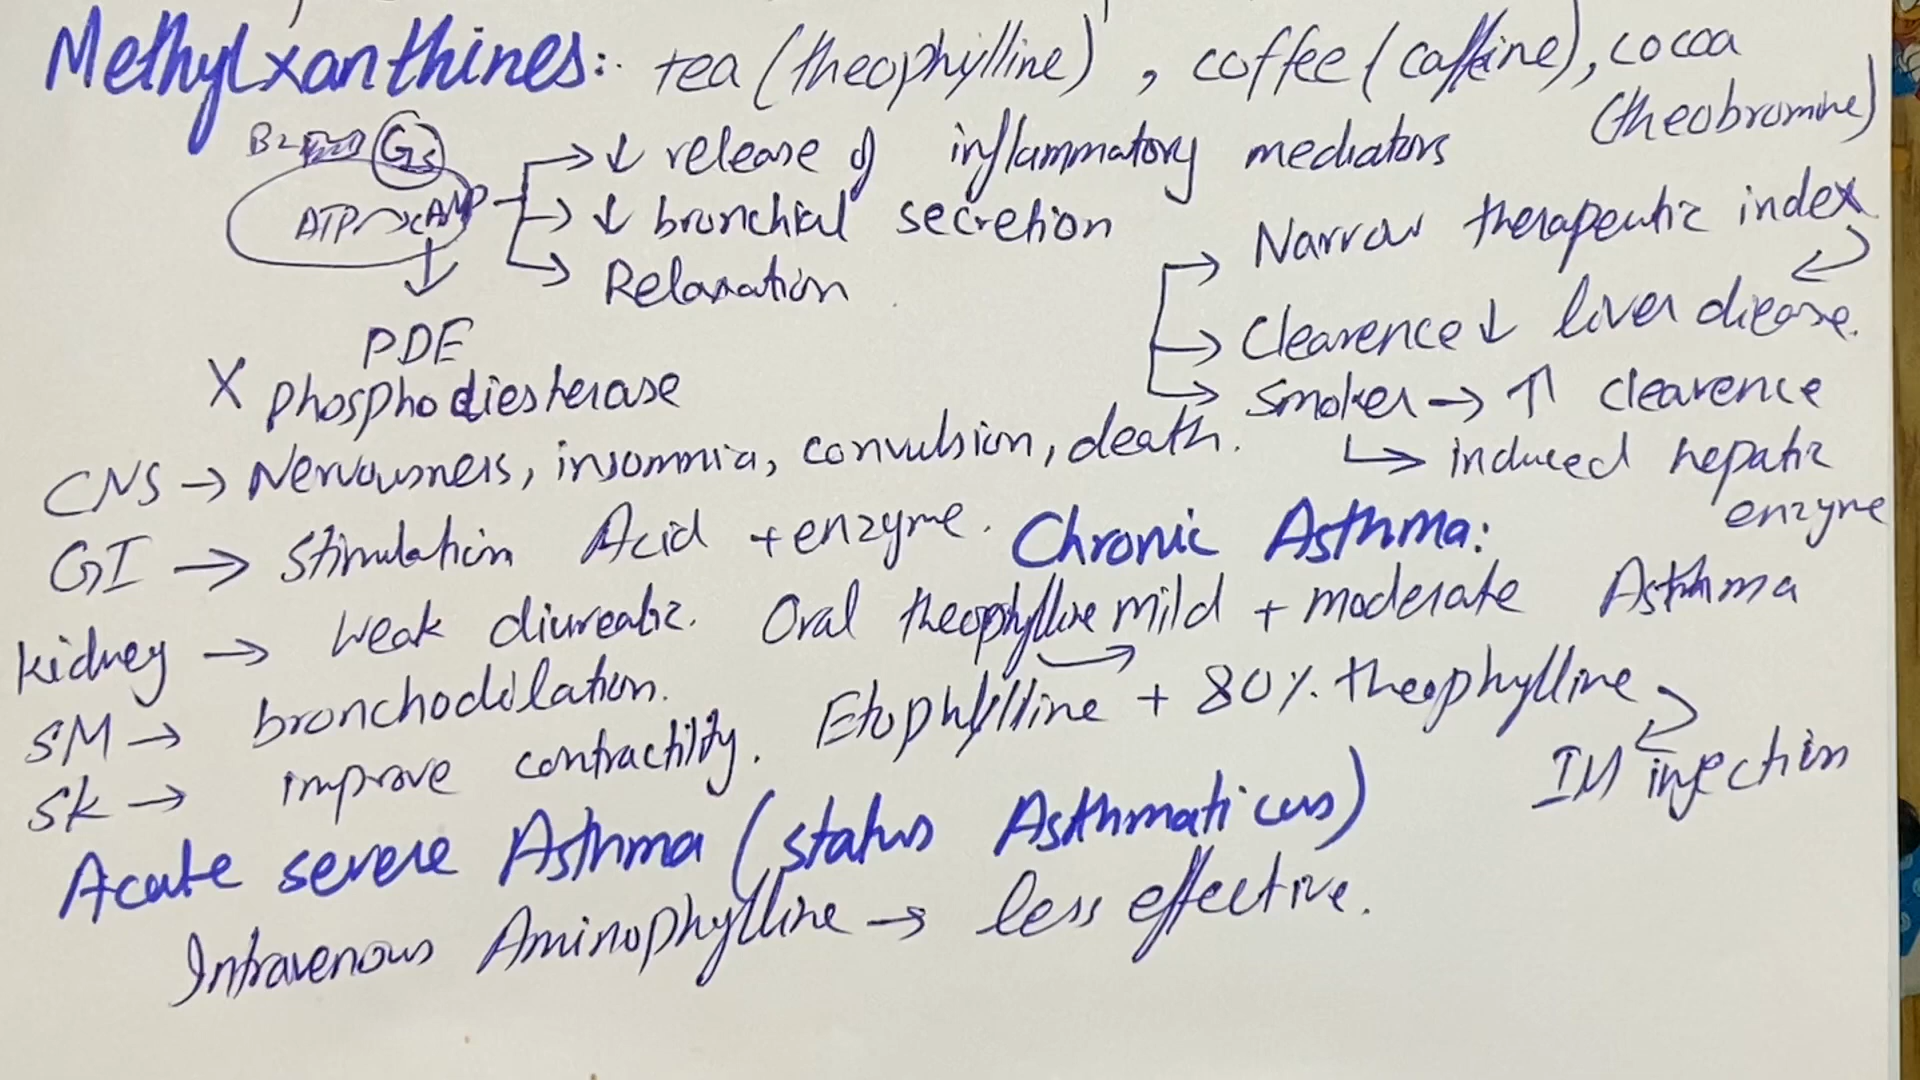 Methylxanthines: tea (theophylline), coffee (caffeine), cocoa
(theobromine)
B2 Gs
ATP → cAMP → ↓ release of inflammatory mediators
→ ↓ bronchial secretion
→ Relaxation
↓
PDE
X phosphodiesterase
→ Narrow therapeutic index
→ Clearence ↓ liver diease.
→ Smoker → ↑ clearence
↳ induced hepatic
enzyme
CNS → Nervousness, insomnia, convulsion, death.
GI → stimulation Acid + enzyme.
kidney → weak diureatic.
SM → bronchodilation.
SK → improve contractility.
Chronic Asthma:
Oral theophylline mild + moderate Asthma
Etophylline + 80% theophylline
IM injection
Acute severe Asthma (status Asthmaticus)
Intravenous Aminophylline → less effective.